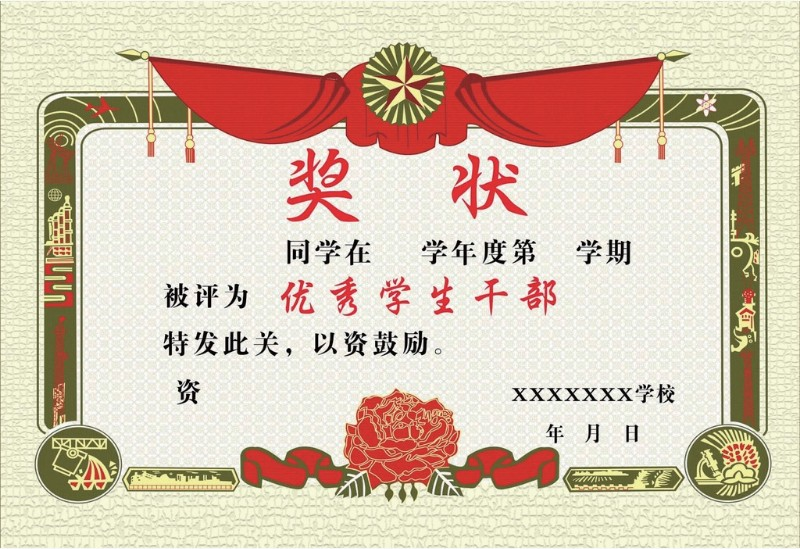 奖 状
同学在 学年度第 学期
被评为 优秀学生干部
特发此关，以资鼓励。
资 XXXXXXX学校
年 月 日